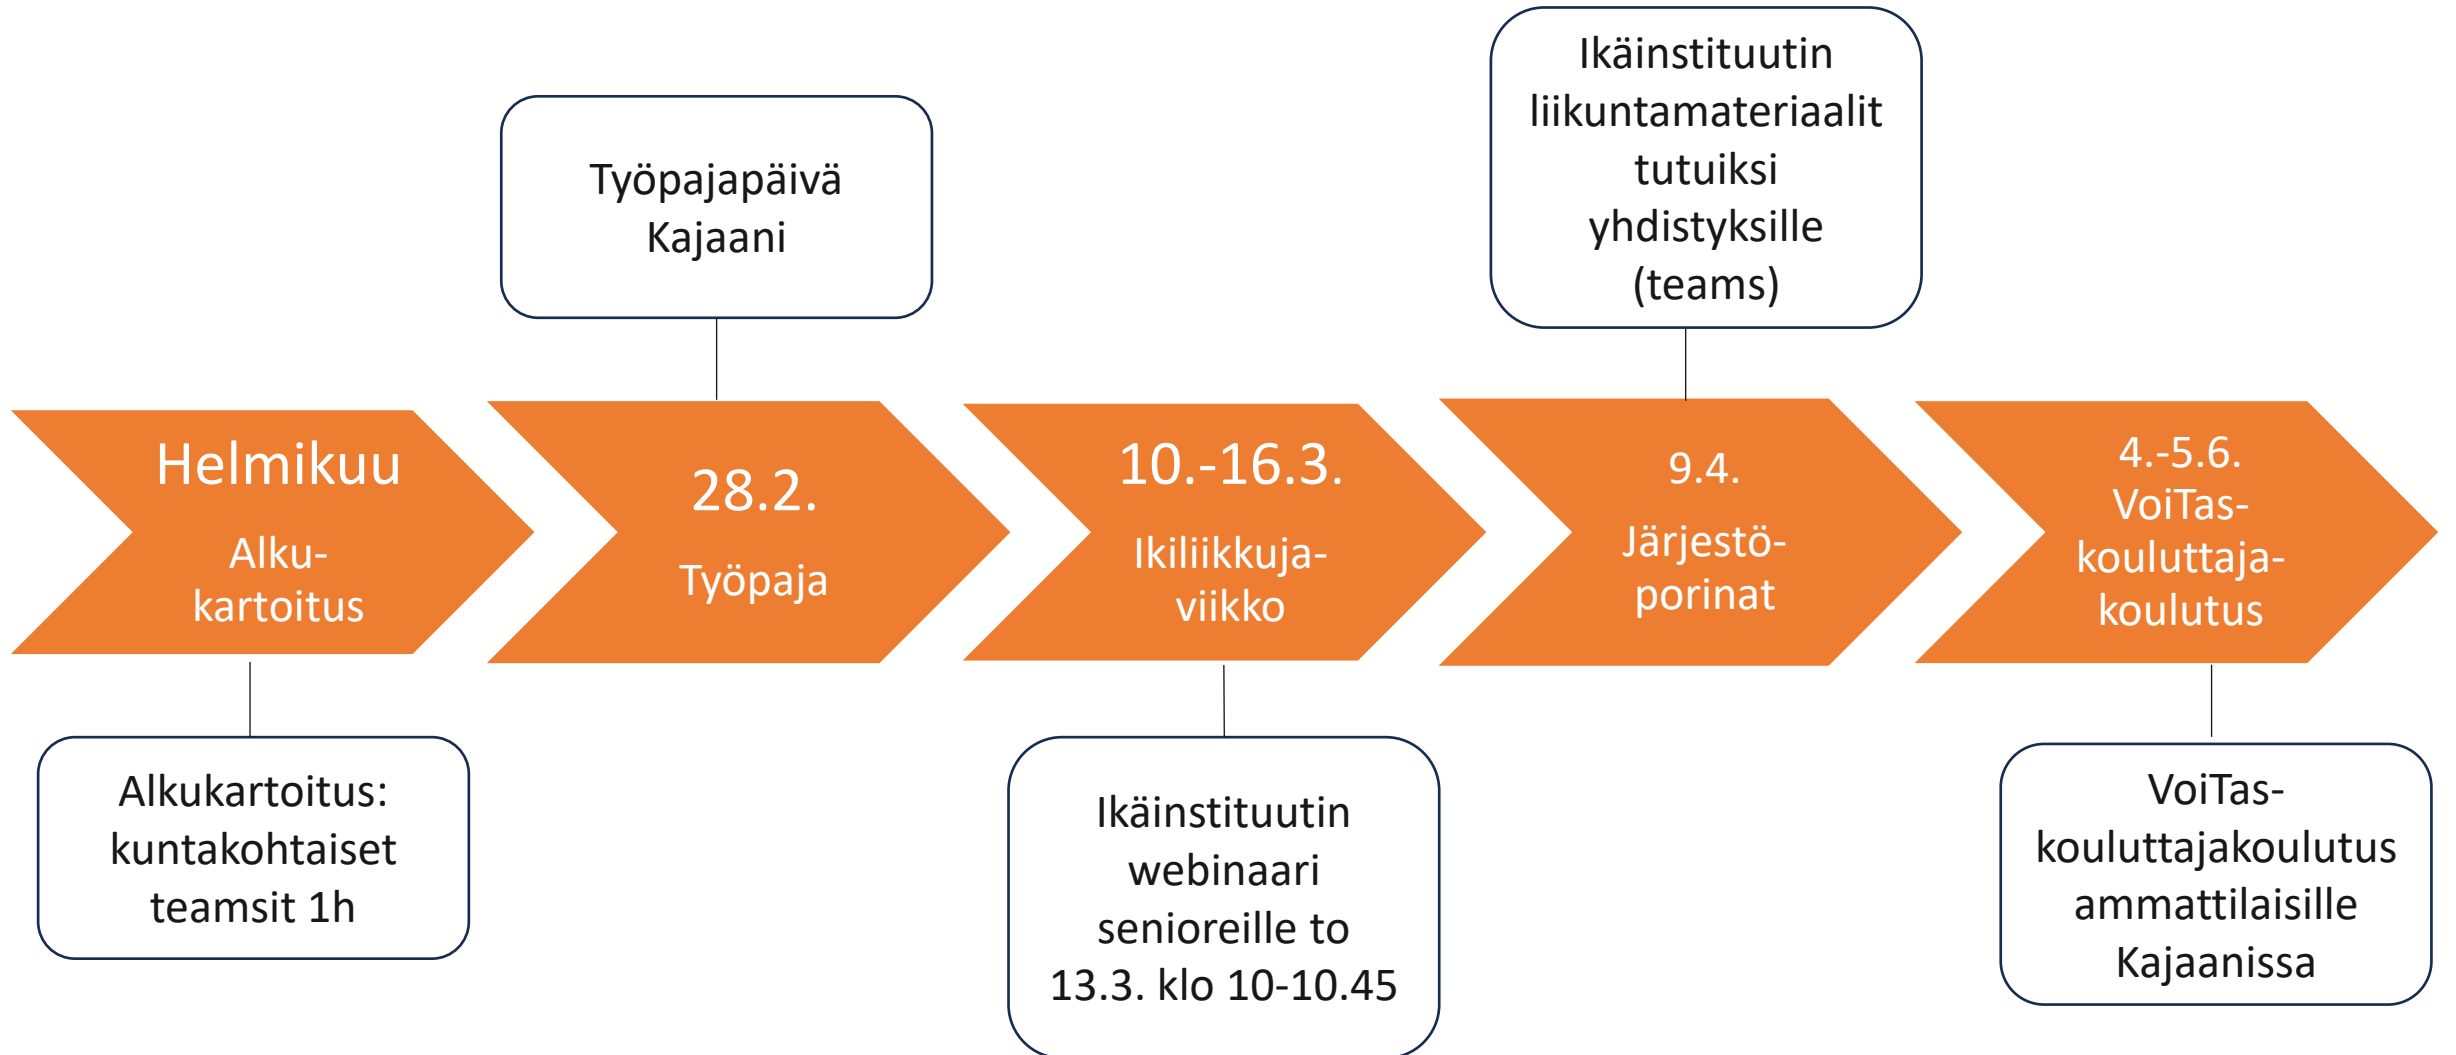 Helmikuu
Alku-
kartoitus
Alkukartoitus:
kuntakohtaiset
teamsit 1h
Työpajapäivä
Kajaani
28.2.
Työpaja
10.-16.3.
Ikiliikkuja-
viikko
Ikäinstituutin
webinaari
senioreille to
13.3. klo 10-10.45
Ikäinstituutin
liikuntamateriaalit
tutuiksi
yhdistyksille
(teams)
9.4.
Järjestö-
porinat
4.-5.6.
VoiTas-
kouluttaja-
koulutus
VoiTas-
kouluttajakoulutus
ammattilaisille
Kajaanissa